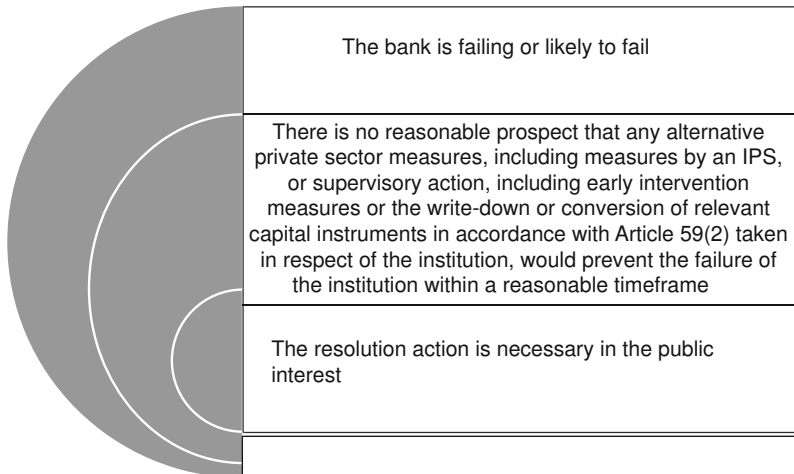 The bank is failing or likely to fail
There is no reasonable prospect that any alternative
private sector measures, including measures by an IPS,
or supervisory action, including early intervention
measures or the write-down or conversion of relevant
capital instruments in accordance with Article 59(2) taken
in respect of the institution, would prevent the failure of
the institution within a reasonable timeframe
The resolution action is necessary in the public
interest